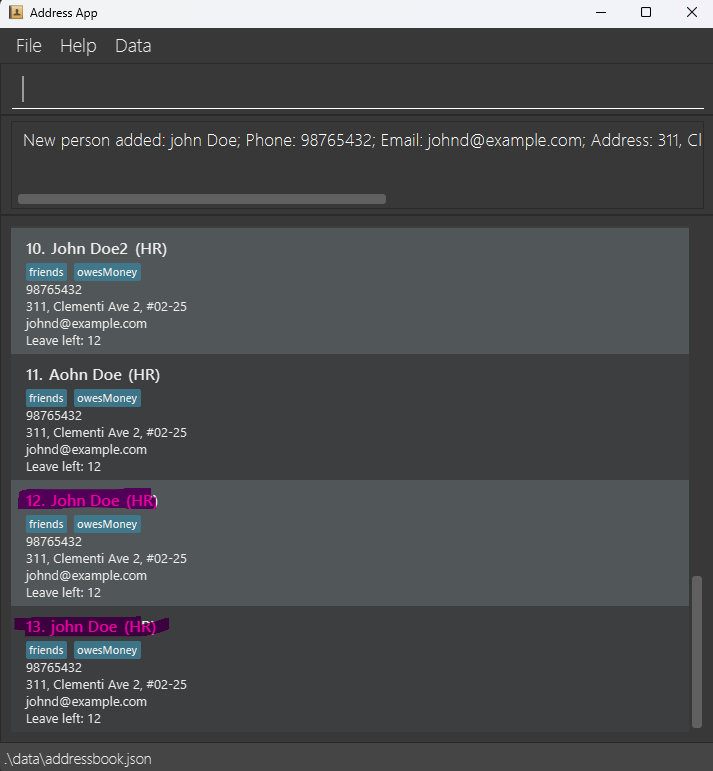 Address App
File Help Data
New person added: john Doe; Phone: 98765432; Email: johnd@example.com; Address: 311, Cl
10. John Doe2 (HR)
friends owesMoney
98765432
311, Clementi Ave 2, #02-25
johnd@example.com
Leave left: 12
11. Aohn Doe (HR)
friends owesMoney
98765432
311, Clementi Ave 2, #02-25
johnd@example.com
Leave left: 12
12. John Doe (HR)
friends owesMoney
98765432
311, Clementi Ave 2, #02-25
johnd@example.com
Leave left: 12
13. john Doe (HR)
friends owesMoney
98765432
311, Clementi Ave 2, #02-25
johnd@example.com
Leave left: 12
.\data\addressbook.json